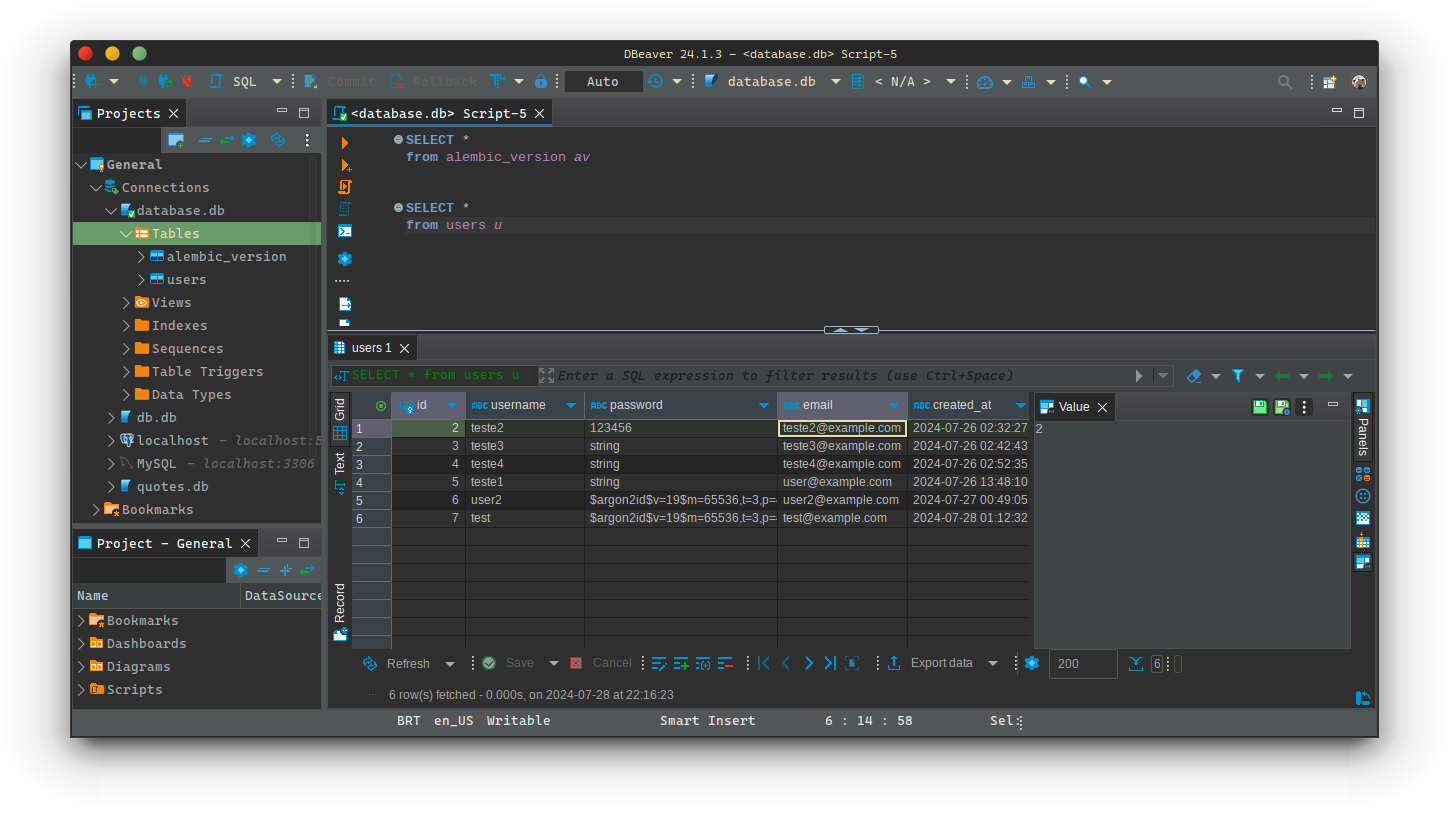 DBeaver 24.1.3 - <database.db> Script-5
SQL Commit Rollback Auto database.db < N/A >
Projects
General
Connections
database.db
Tables
alembic_version
users
Views
Indexes
Sequences
Table Triggers
Data Types
db.db
localhost - localhost:5
MySQL - localhost:3306
quotes.db
Bookmarks
Project - General
Name DataSource
Bookmarks
Dashboards
Diagrams
Scripts
<database.db> Script-5
SELECT *
from alembic_version av
SELECT *
from users u
users 1
SELECT * from users u Enter a SQL expression to filter results (use Ctrl+Space)
Grid
Text
Record
123 id ABC username ABC password ABC email ABC created_at
1 2 teste2 123456 teste2@example.com 2024-07-26 02:32:27
2 3 teste3 string teste3@example.com 2024-07-26 02:42:43
3 4 teste4 string teste4@example.com 2024-07-26 02:52:35
4 5 teste1 string user@example.com 2024-07-26 13:48:10
5 6 user2 $argon2id$v=19$m=65536,t=3,p= user2@example.com 2024-07-27 00:49:05
6 7 test $argon2id$v=19$m=65536,t=3,p= test@example.com 2024-07-28 01:12:32
Value
2
Panels
Refresh Save Cancel Export data 200 6
6 row(s) fetched - 0.000s, on 2024-07-28 at 22:16:23
BRT en_US Writable Smart Insert 6 : 14 : 58 Sel: